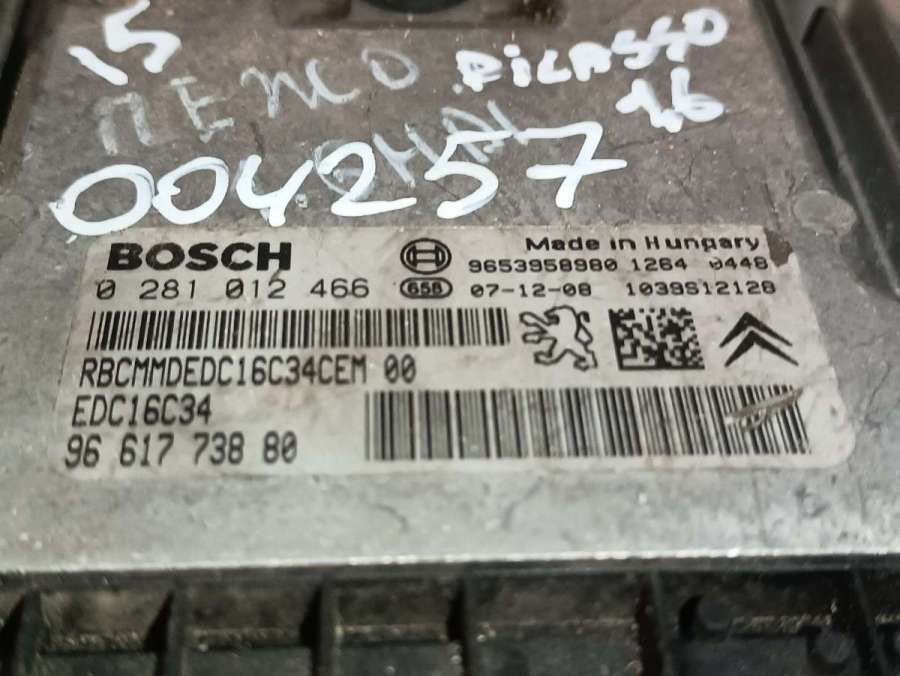 15
ПЕЖО PiCASSO
1.6
004257
BOSCH
Made in Hungary
9653958980 1264 0448
0 281 012 466
658 07-12-08 1039S12128
RBCMMDEDC16C34CEM 00
EDC16C34
96 617 738 80